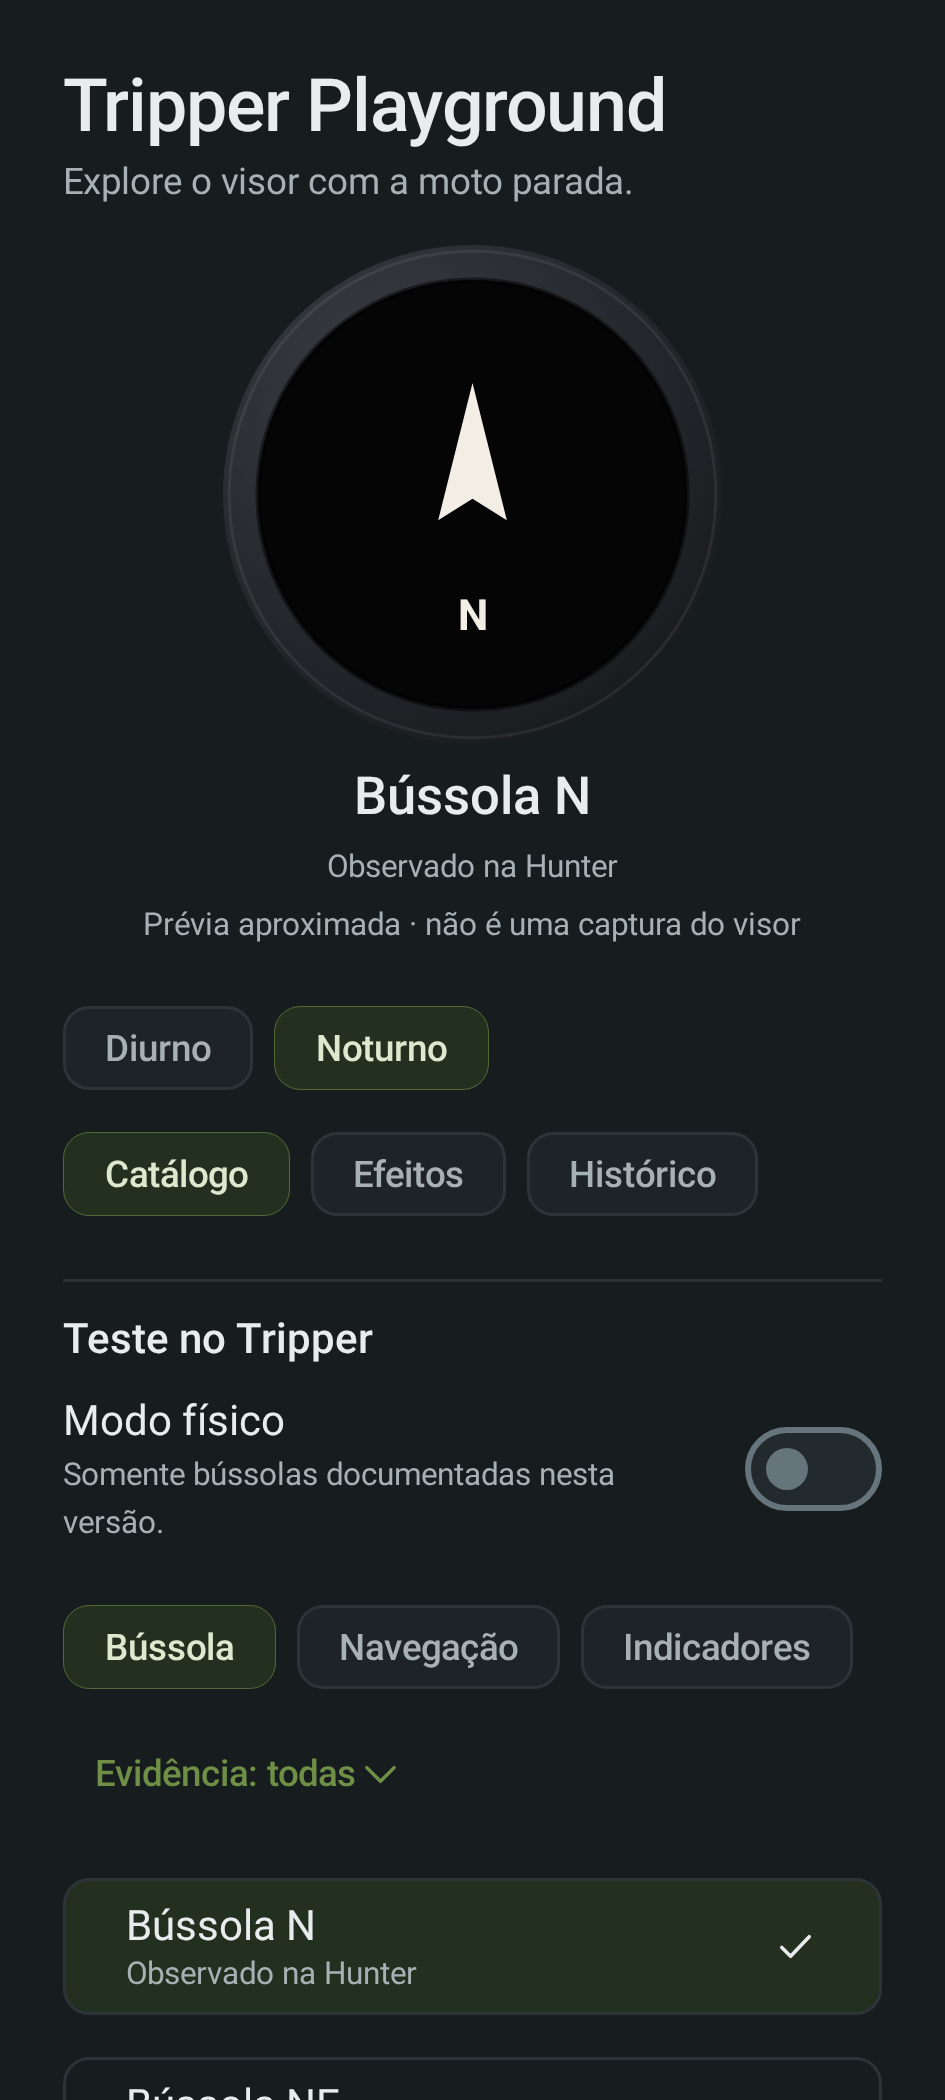 Tripper Playground
Explore o visor com a moto parada.
N
Bússola N
Observado na Hunter
Prévia aproximada · não é uma captura do visor
Diurno Noturno
Catálogo Efeitos Histórico
Teste no Tripper
Modo físico
Somente bússolas documentadas nesta
versão.
Bússola Navegação Indicadores
Evidência: todas
Bússola N
Observado na Hunter
Bússola NE